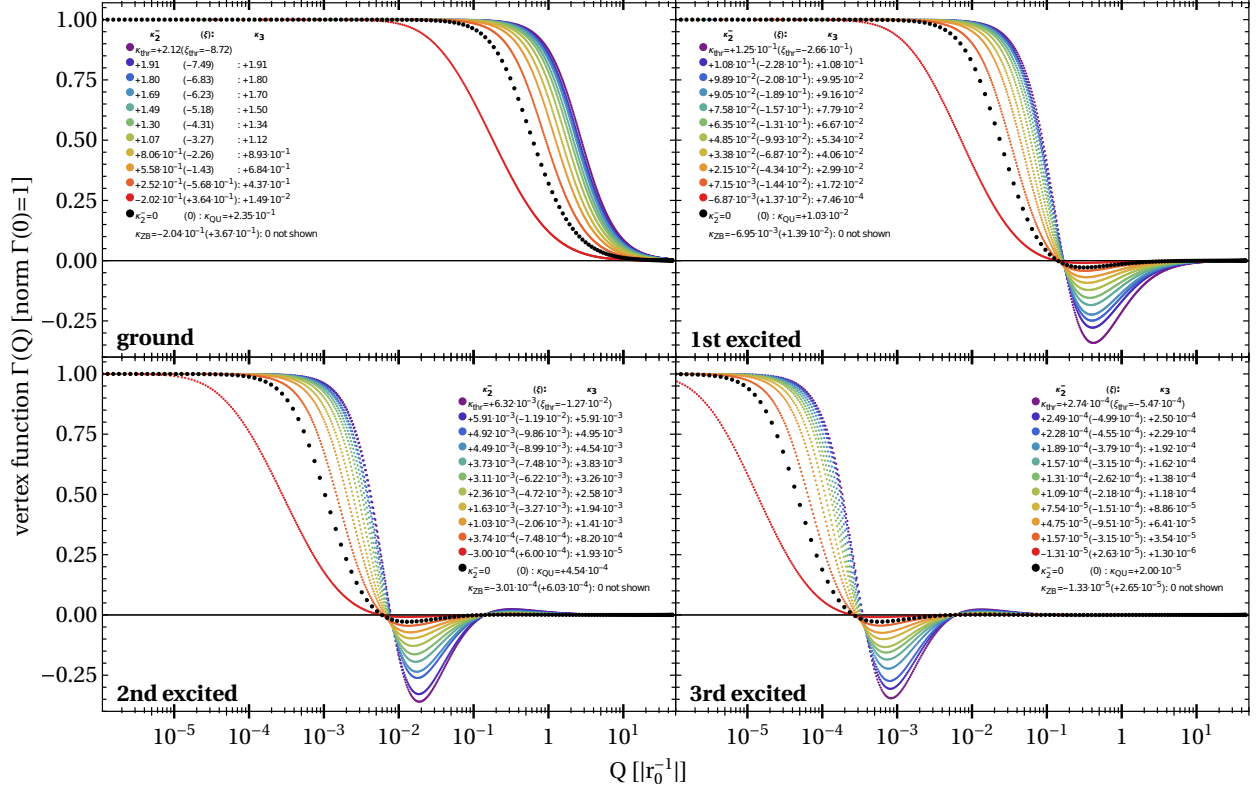 vertex function Γ(Q) [norm Γ(0)=1]
1.00
0.75
0.50
0.25
0.00
−0.25
κ₂⁻ (ξ): κ₃
κthr=+2.12(ξthr=−8.72)
+1.91 (−7.49) : +1.91
+1.80 (−6.83) : +1.80
+1.69 (−6.23) : +1.70
+1.49 (−5.18) : +1.50
+1.30 (−4.31) : +1.34
+1.07 (−3.27) : +1.12
+8.06·10⁻¹(−2.26) : +8.93·10⁻¹
+5.58·10⁻¹(−1.43) : +6.84·10⁻¹
+2.52·10⁻¹(−5.68·10⁻¹): +4.37·10⁻¹
−2.02·10⁻¹(+3.64·10⁻¹): +1.49·10⁻²
κ₂⁻=0 (0) : κQU=+2.35·10⁻¹
κZB=−2.04·10⁻¹(+3.67·10⁻¹): 0 not shown
ground
κ₂⁻ (ξ): κ₃
κthr=+1.25·10⁻¹(ξthr=−2.66·10⁻¹)
+1.08·10⁻¹(−2.28·10⁻¹): +1.08·10⁻¹
+9.89·10⁻²(−2.08·10⁻¹): +9.95·10⁻²
+9.05·10⁻²(−1.89·10⁻¹): +9.16·10⁻²
+7.58·10⁻²(−1.57·10⁻¹): +7.79·10⁻²
+6.35·10⁻²(−1.31·10⁻¹): +6.67·10⁻²
+4.85·10⁻²(−9.93·10⁻²): +5.34·10⁻²
+3.38·10⁻²(−6.87·10⁻²): +4.06·10⁻²
+2.15·10⁻²(−4.34·10⁻²): +2.99·10⁻²
+7.15·10⁻³(−1.44·10⁻²): +1.72·10⁻²
−6.87·10⁻³(+1.37·10⁻²): +7.46·10⁻⁴
κ₂⁻=0 (0) : κQU=+1.03·10⁻²
κZB=−6.95·10⁻³(+1.39·10⁻²): 0 not shown
1st excited
1.00
0.75
0.50
0.25
0.00
−0.25
κ₂⁻ (ξ): κ₃
κthr=+6.32·10⁻³(ξthr=−1.27·10⁻²)
+5.91·10⁻³(−1.19·10⁻²): +5.91·10⁻³
+4.92·10⁻³(−9.86·10⁻³): +4.95·10⁻³
+4.49·10⁻³(−8.99·10⁻³): +4.54·10⁻³
+3.73·10⁻³(−7.48·10⁻³): +3.83·10⁻³
+3.11·10⁻³(−6.22·10⁻³): +3.26·10⁻³
+2.36·10⁻³(−4.72·10⁻³): +2.58·10⁻³
+1.63·10⁻³(−3.27·10⁻³): +1.94·10⁻³
+1.03·10⁻³(−2.06·10⁻³): +1.41·10⁻³
+3.74·10⁻⁴(−7.48·10⁻⁴): +8.20·10⁻⁴
−3.00·10⁻⁴(+6.00·10⁻⁴): +1.93·10⁻⁵
κ₂⁻=0 (0) : κQU=+4.54·10⁻⁴
κZB=−3.01·10⁻⁴(+6.03·10⁻⁴): 0 not shown
2nd excited
κ₂⁻ (ξ): κ₃
κthr=+2.74·10⁻⁴(ξthr=−5.47·10⁻⁴)
+2.49·10⁻⁴(−4.99·10⁻⁴): +2.50·10⁻⁴
+2.28·10⁻⁴(−4.55·10⁻⁴): +2.29·10⁻⁴
+1.89·10⁻⁴(−3.79·10⁻⁴): +1.92·10⁻⁴
+1.57·10⁻⁴(−3.15·10⁻⁴): +1.62·10⁻⁴
+1.31·10⁻⁴(−2.62·10⁻⁴): +1.38·10⁻⁴
+1.09·10⁻⁴(−2.18·10⁻⁴): +1.18·10⁻⁴
+7.54·10⁻⁵(−1.51·10⁻⁴): +8.86·10⁻⁵
+4.75·10⁻⁵(−9.51·10⁻⁵): +6.41·10⁻⁵
+1.57·10⁻⁵(−3.15·10⁻⁵): +3.54·10⁻⁵
−1.31·10⁻⁵(+2.63·10⁻⁵): +1.30·10⁻⁶
κ₂⁻=0 (0) : κQU=+2.00·10⁻⁵
κZB=−1.33·10⁻⁵(+2.65·10⁻⁵): 0 not shown
3rd excited
10⁻⁵ 10⁻⁴ 10⁻³ 10⁻² 10⁻¹ 1 10¹ 10⁻⁵ 10⁻⁴ 10⁻³ 10⁻² 10⁻¹ 1 10¹
Q [|r₀⁻¹|]